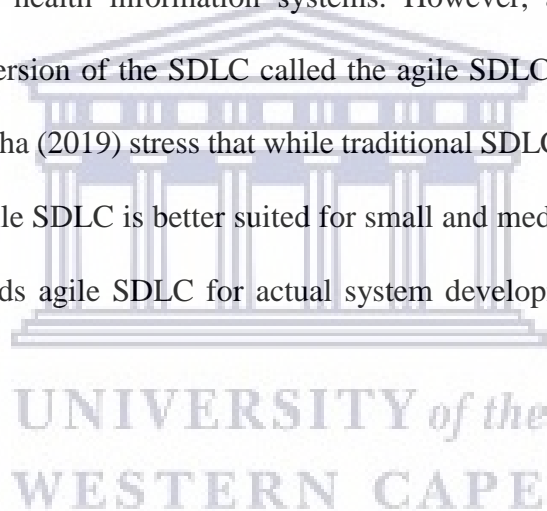 health information systems. However, a
ersion of the SDLC called the agile SDLC
ha (2019) stress that while traditional SDLC
le SDLC is better suited for small and med
ds agile SDLC for actual system develop
UNIVERSITY of the
WESTERN CAPE